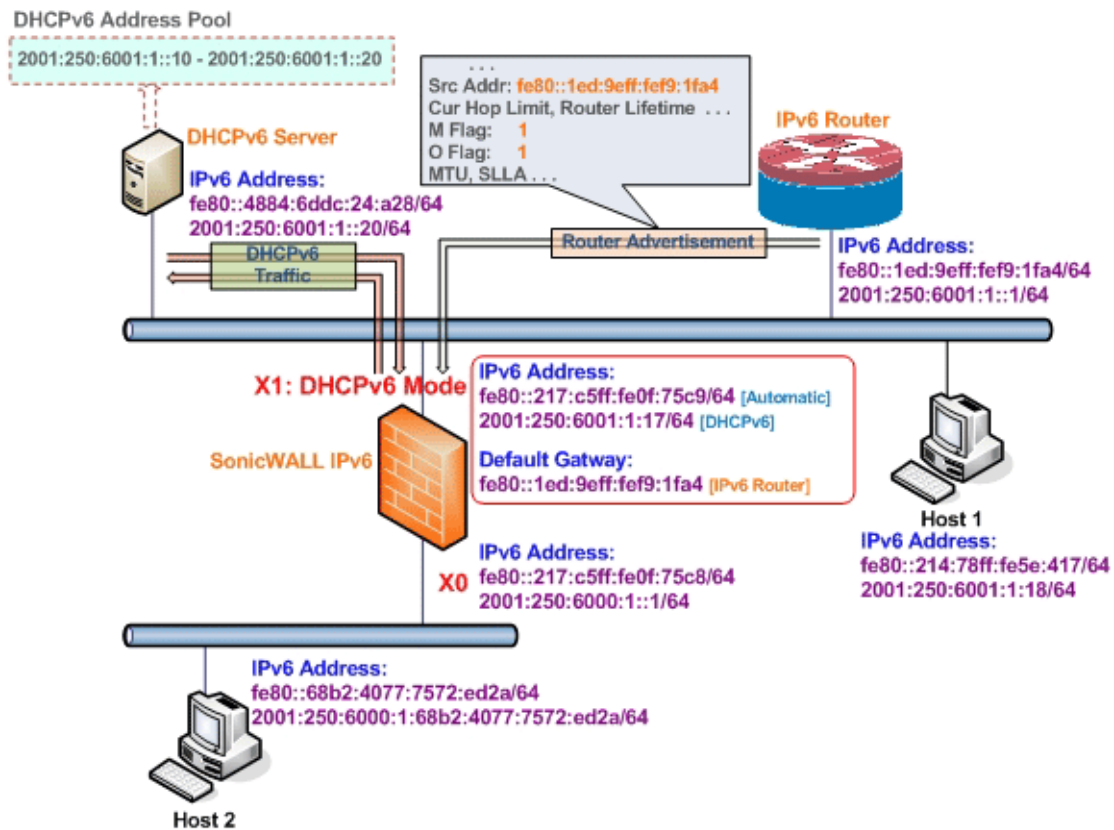 DHCPv6 Address Pool
2001:250:6001:1::10 - 2001:250:6001:1::20
. . .
Src Addr: fe80::1ed:9eff:fef9:1fa4
Cur Hop Limit, Router Lifetime . . .
M Flag: 1
O Flag: 1
MTU, SLLA . . .
IPv6 Router
DHCPv6 Server
IPv6 Address:
fe80::4884:6ddc:24:a28/64
2001:250:6001:1::20/64
DHCPv6
Traffic
Router Advertisement
IPv6 Address:
fe80::1ed:9eff:fef9:1fa4/64
2001:250:6001:1::1/64
X1: DHCPv6 Mode
IPv6 Address:
fe80::217:c5ff:fe0f:75c9/64 [Automatic]
2001:250:6001:1:17/64 [DHCPv6]
Default Gatway:
fe80::1ed:9eff:fef9:1fa4 [IPv6 Router]
SonicWALL IPv6
Host 1
IPv6 Address:
fe80::214:78ff:fe5e:417/64
2001:250:6001:1:18/64
X0
IPv6 Address:
fe80::217:c5ff:fe0f:75c8/64
2001:250:6000:1::1/64
IPv6 Address:
fe80::68b2:4077:7572:ed2a/64
2001:250:6000:1:68b2:4077:7572:ed2a/64
Host 2